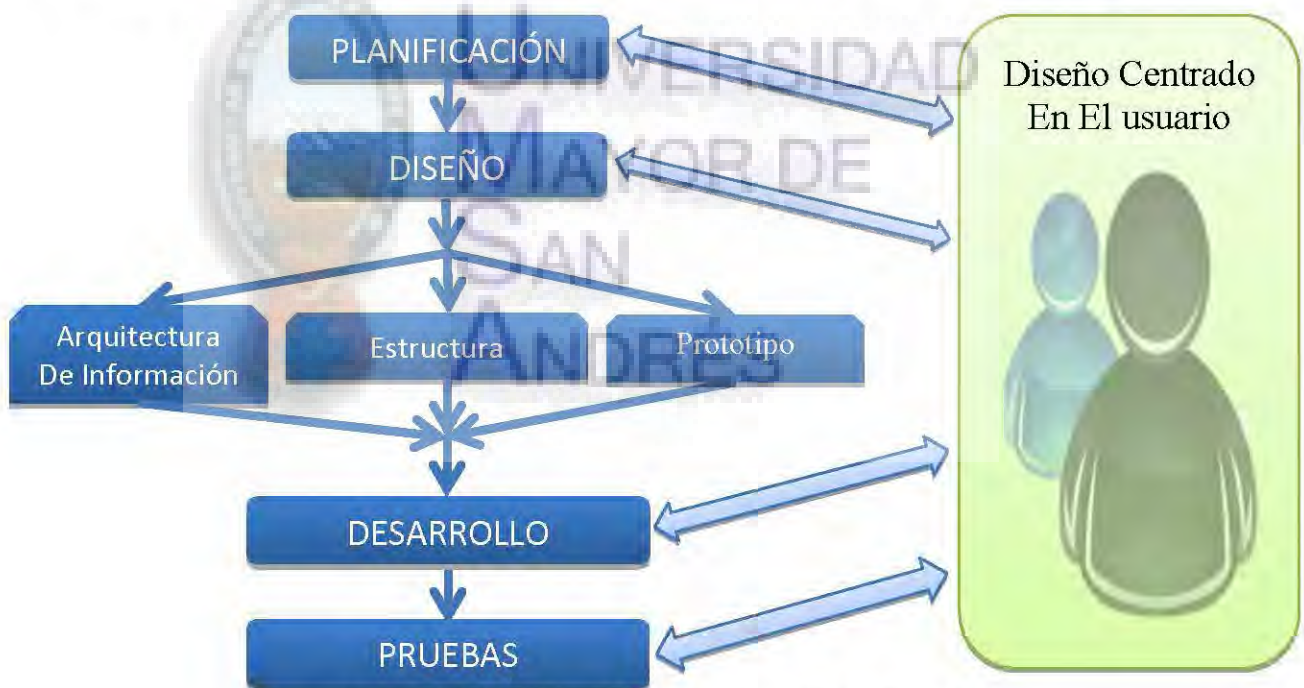 PLANIFICACIÓN
DISEÑO
Arquitectura
De Información
Estructura
Prototipo
DESARROLLO
PRUEBAS
Diseño Centrado
En El usuario
UNIVERSIDAD
MAYOR DE
SAN
ANDRÉS